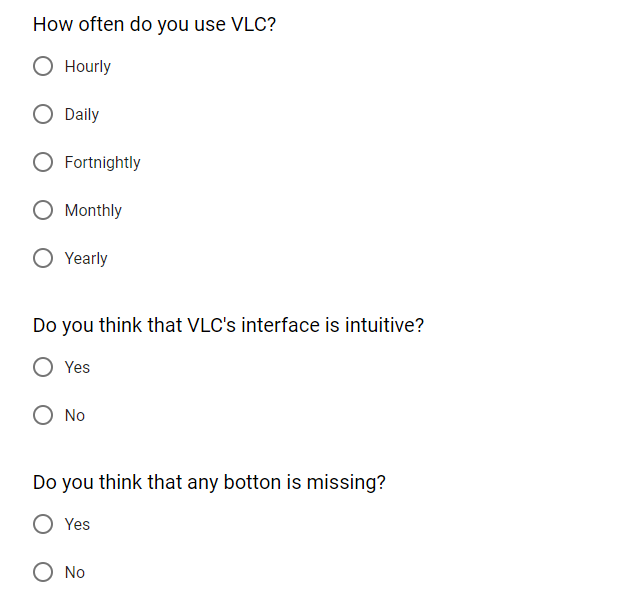 How often do you use VLC?
Hourly
Daily
Fortnightly
Monthly
Yearly
Do you think that VLC's interface is intuitive?
Yes
No
Do you think that any botton is missing?
Yes
No